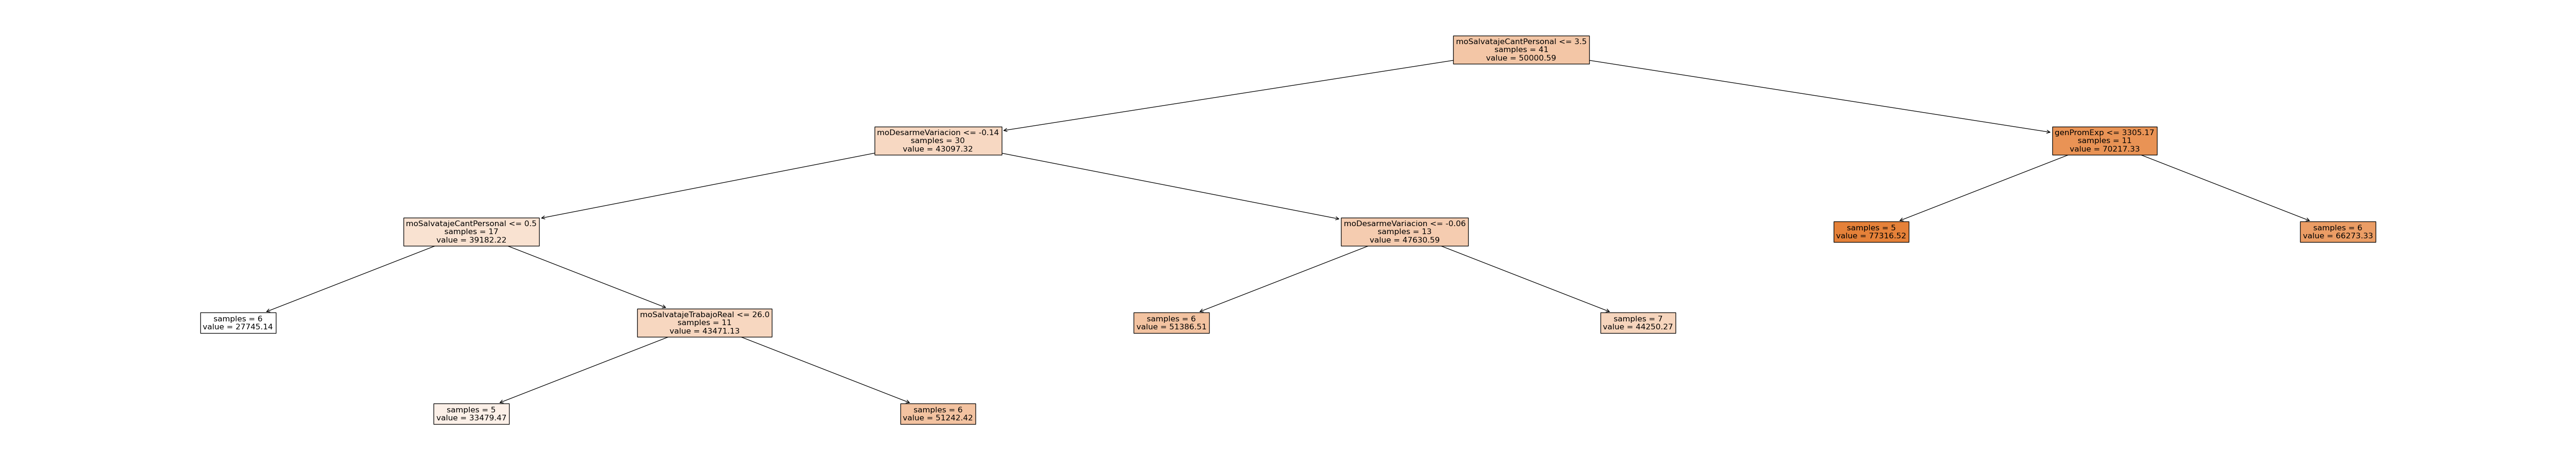 moSalvatajeCantPersonal <= 3.5
samples = 41
value = 50000.59
moDesarmeVariacion <= -0.14
samples = 30
value = 43097.32
genPromExp <= 3305.17
samples = 11
value = 70217.33
moSalvatajeCantPersonal <= 0.5
samples = 17
value = 39182.22
moDesarmeVariacion <= -0.06
samples = 13
value = 47630.59
samples = 5
value = 77316.52
samples = 6
value = 66273.33
samples = 6
value = 27745.14
moSalvatajeTrabajoReal <= 26.0
samples = 11
value = 43471.13
samples = 6
value = 51386.51
samples = 7
value = 44250.27
samples = 5
value = 33479.47
samples = 6
value = 51242.42